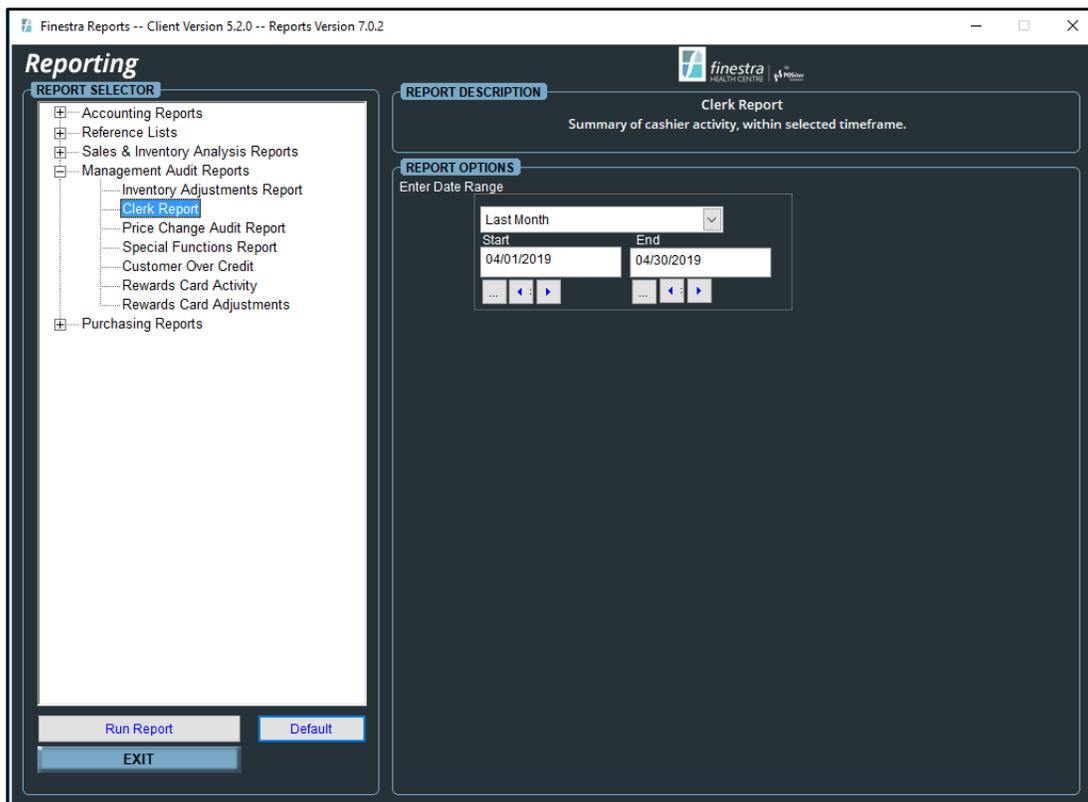 Finestra Reports -- Client Version 5.2.0 -- Reports Version 7.0.2
Reporting
finestra
HEALTH CENTRE
by
POSitec
REPORT SELECTOR
Accounting Reports
Reference Lists
Sales & Inventory Analysis Reports
Management Audit Reports
Inventory Adjustments Report
Clerk Report
Price Change Audit Report
Special Functions Report
Customer Over Credit
Rewards Card Activity
Rewards Card Adjustments
Purchasing Reports
Run Report
Default
EXIT
REPORT DESCRIPTION
Clerk Report
Summary of cashier activity, within selected timeframe.
REPORT OPTIONS
Enter Date Range
Last Month
Start End
04/01/2019 04/30/2019
... : ... :